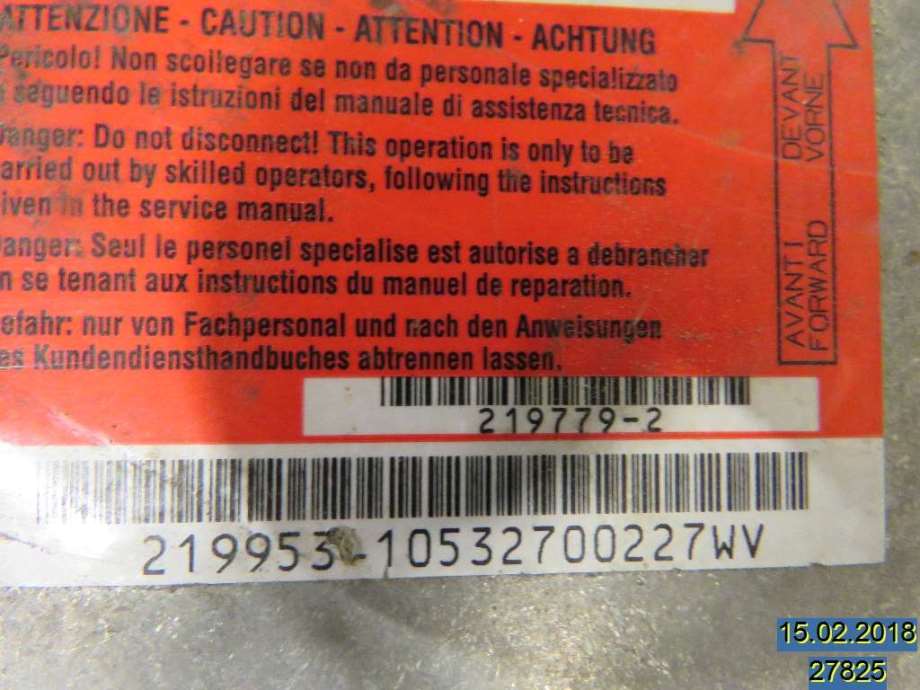 ATTENZIONE - CAUTION - ATTENTION - ACHTUNG
Pericolo! Non scollegare se non da personale specializzato
e seguendo le istruzioni del manuale di assistenza tecnica.
Danger: Do not disconnect! This operation is only to be
carried out by skilled operators, following the instructions
given in the service manual.
Danger: Seul le personel specialise est autorise a debrancher
en se tenant aux instructions du manuel de reparation.
Gefahr: nur von Fachpersonal und nach den Anweisungen
des Kundendiensthandbuches abtrennen lassen.
AVANTI DEVANT
FORWARD VORNE
219779-2
219953-10532700227WV
15.02.2018
27825